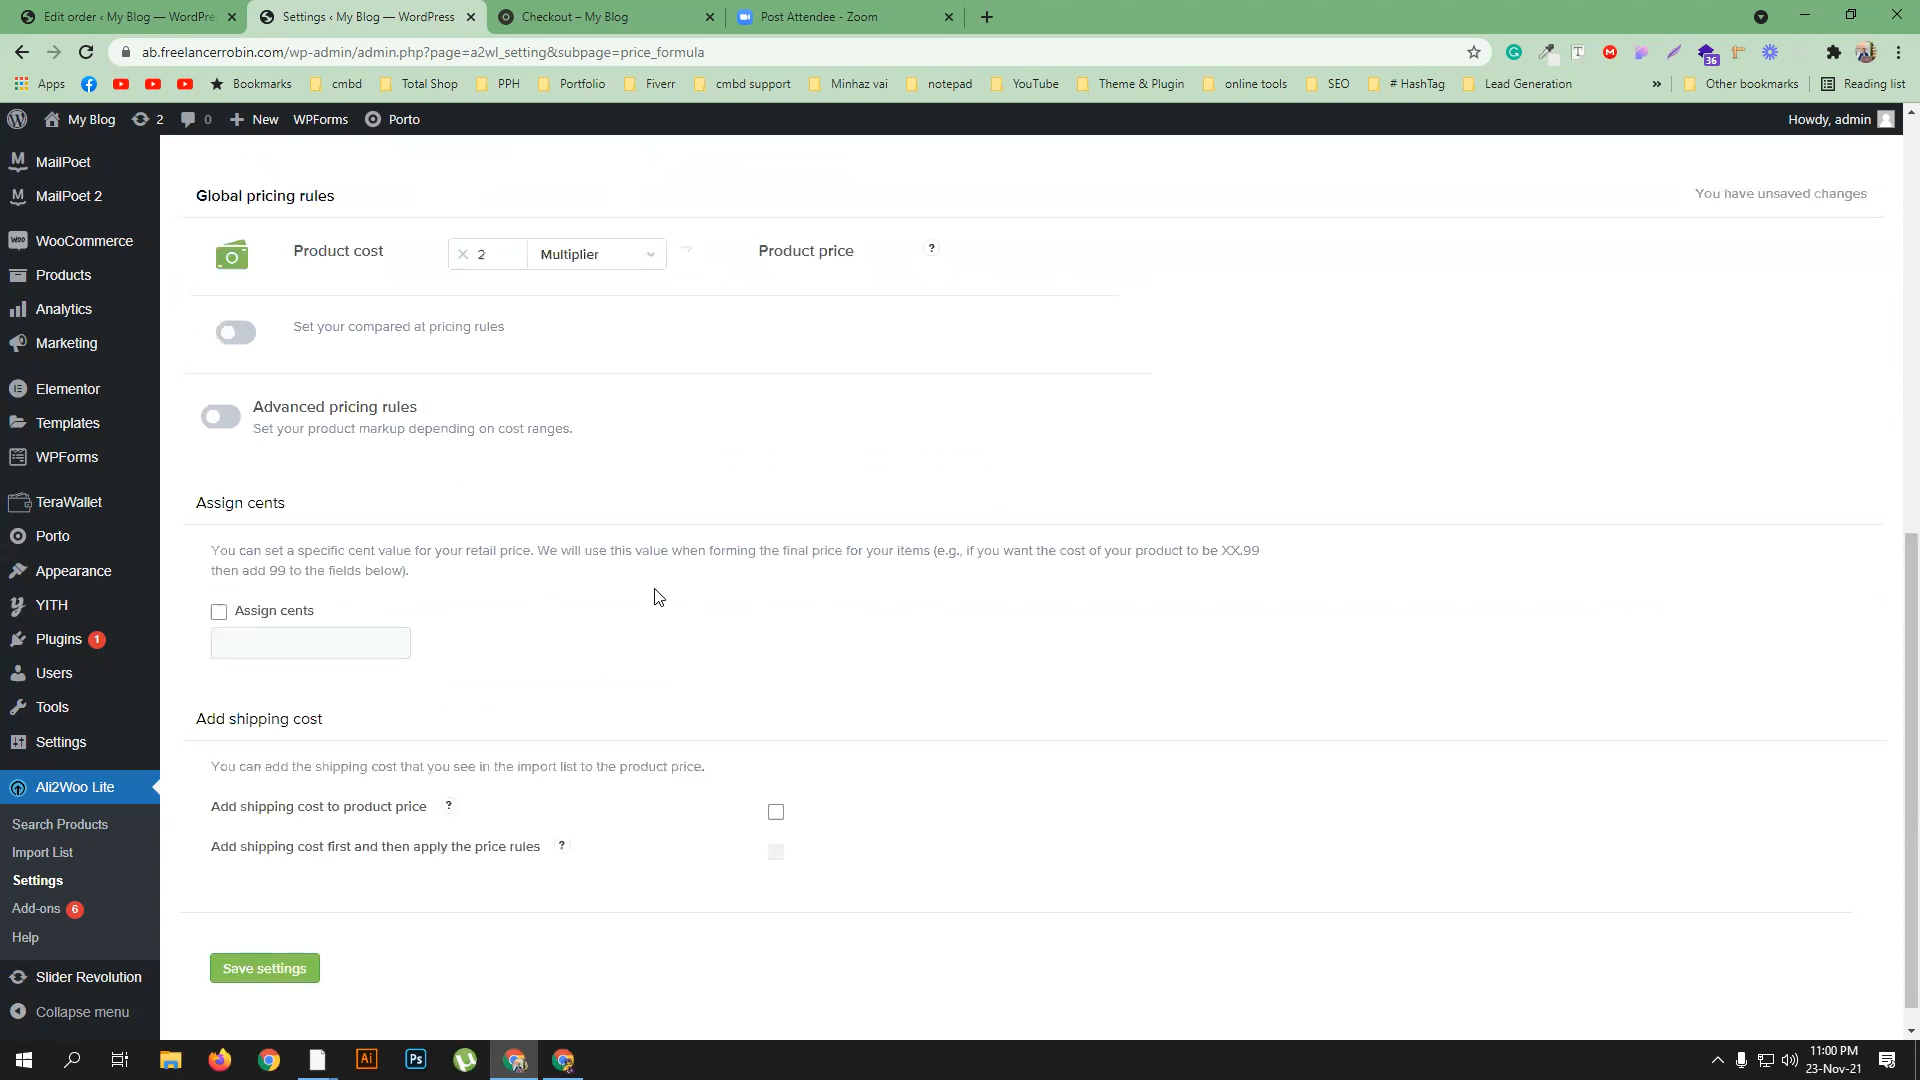 Edit order ‹ My Blog — WordPre
Settings ‹ My Blog — WordPress
Checkout – My Blog
Post Attendee - Zoom
ab.freelancerrobin.com/wp-admin/admin.php?page=a2wl_setting&subpage=price_formula
36
Apps
Bookmarks
cmbd
Total Shop
PPH
Portfolio
Fiverr
cmbd support
Minhaz vai
notepad
YouTube
Theme & Plugin
online tools
SEO
# HashTag
Lead Generation
»
Other bookmarks
Reading list
My Blog
2
0
New
WPForms
Porto
Howdy, admin
MailPoet
MailPoet 2
WooCommerce
Products
Analytics
Marketing
Elementor
Templates
WPForms
TeraWallet
Porto
Appearance
YITH
Plugins 1
Users
Tools
Settings
Ali2Woo Lite
Search Products
Import List
Settings
Add-ons 6
Help
Slider Revolution
Collapse menu
Global pricing rules
You have unsaved changes
Product cost
2
Multiplier
Product price
?
Set your compared at pricing rules
Advanced pricing rules
Set your product markup depending on cost ranges.
Assign cents
You can set a specific cent value for your retail price. We will use this value when forming the final price for your items (e.g., if you want the cost of your product to be XX.99
then add 99 to the fields below).
Assign cents
Add shipping cost
You can add the shipping cost that you see in the import list to the product price.
Add shipping cost to product price ?
Add shipping cost first and then apply the price rules ?
Save settings
Ai
Ps
11:00 PM
23-Nov-21